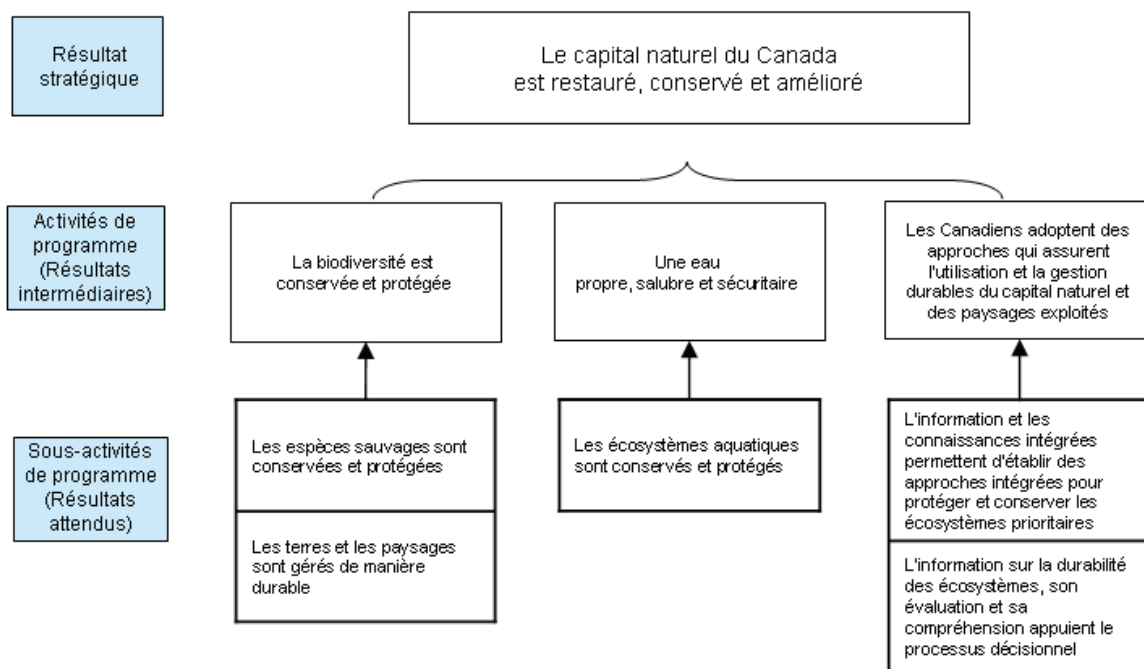 Résultat
stratégique
Le capital naturel du Canada
est restauré, conservé et amélioré
Activités de
programme
(Résultats
intermédiaires)
La biodiversité est
conservée et protégée
Une eau
propre, salubre et sécuritaire
Les Canadiens adoptent des
approches qui assurent
l'utilisation et la gestion
durables du capital naturel et
des paysages exploités
Sous-activités
de programme
(Résultats
attendus)
Les espèces sauvages sont
conservées et protégées
Les terres et les paysages
sont gérés de manière
durable
Les écosystèmes aquatiques
sont conservés et protégés
L'information et les
connaissances intégrées
permettent d'établir des
approches intégrées pour
protéger et conserver les
écosystèmes prioritaires
L'information sur la durabilité
des écosystèmes, son
évaluation et sa
compréhension appuient le
processus décisionnel